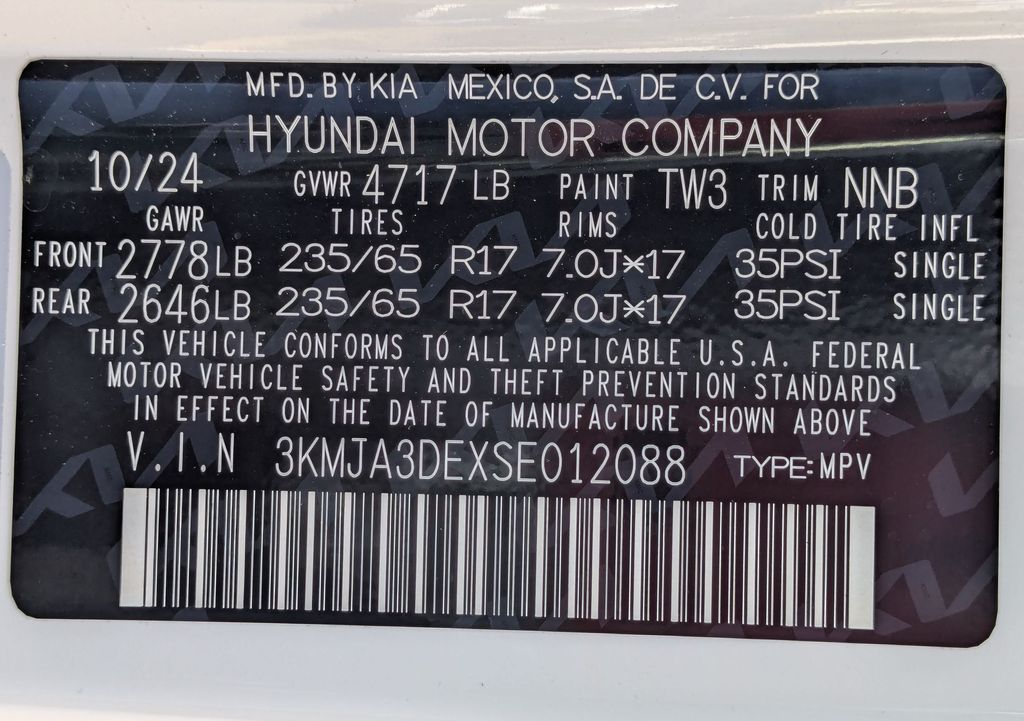 MFD. BY KIA MEXICO, S.A. DE C.V. FOR
HYUNDAI MOTOR COMPANY
10/24 GVWR 4717 LB PAINT TW3 TRIM NNB
GAWR TIRES RIMS COLD TIRE INFL
FRONT 2778LB 235/65 R17 7.0J×17 35PSI SINGLE
REAR 2646LB 235/65 R17 7.0J×17 35PSI SINGLE
THIS VEHICLE CONFORMS TO ALL APPLICABLE U.S.A. FEDERAL
MOTOR VEHICLE SAFETY AND THEFT PREVENTION STANDARDS
IN EFFECT ON THE DATE OF MANUFACTURE SHOWN ABOVE
V.I.N 3KMJA3DEXSE012088 TYPE:MPV